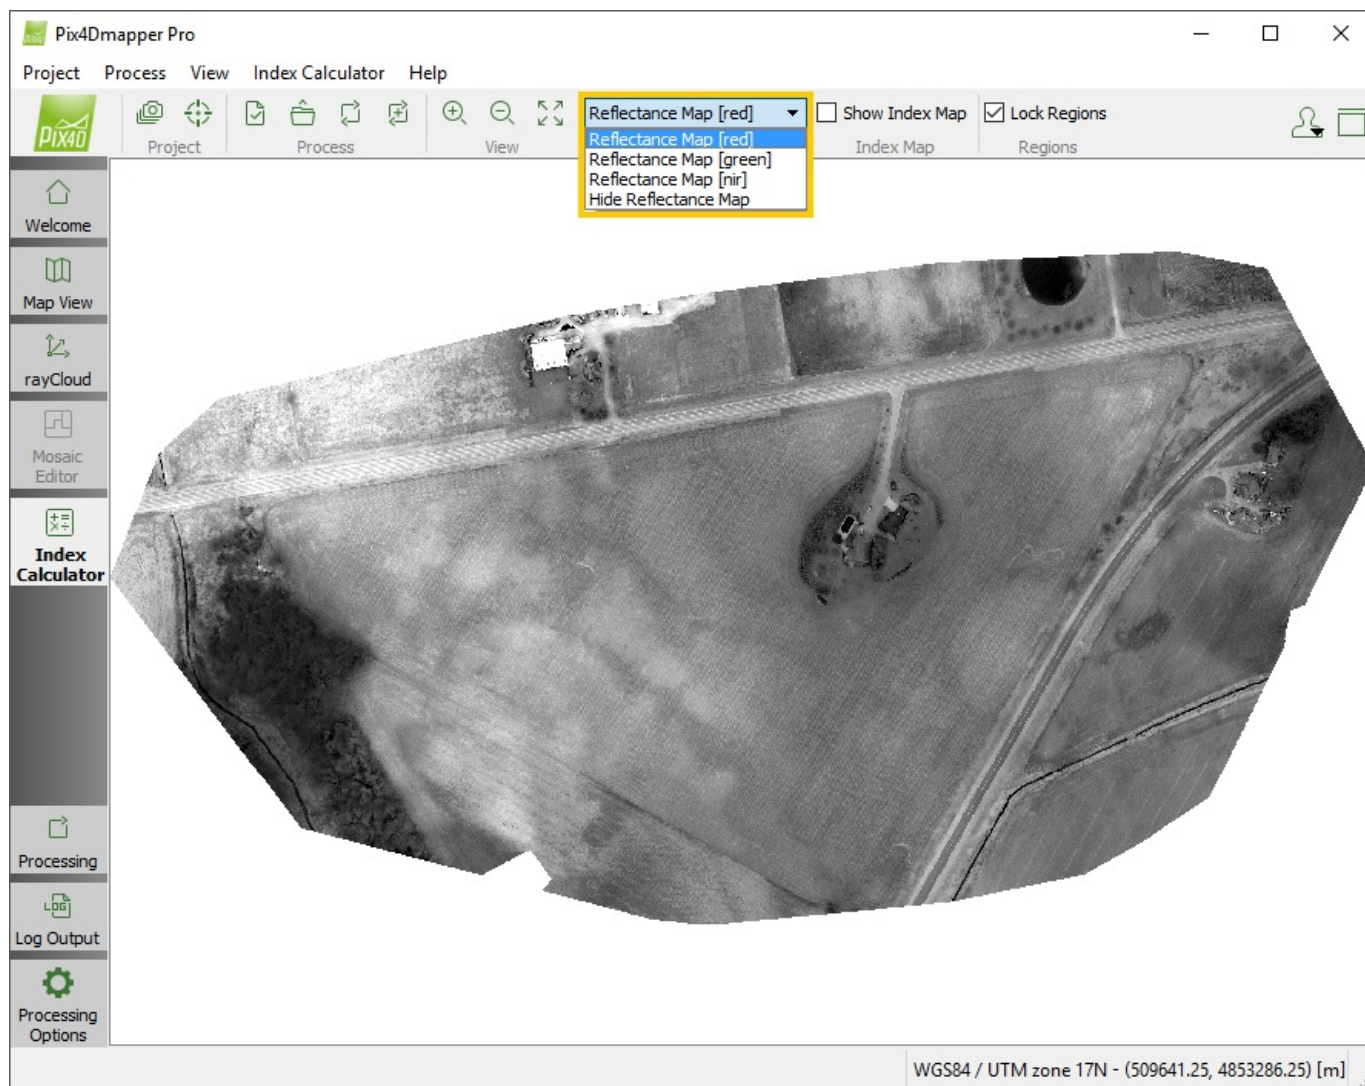 Pix4Dmapper Pro
Project Process View Index Calculator Help
PIX4D
Reflectance Map [red]
Show Index Map
Lock Regions
Project
Process
View
Index Map
Regions
Reflectance Map [red]
Reflectance Map [green]
Reflectance Map [nir]
Hide Reflectance Map
Welcome
Map View
rayCloud
Mosaic
Editor
Index
Calculator
Processing
LOG
Log Output
Processing
Options
WGS84 / UTM zone 17N - (509641.25, 4853286.25) [m]